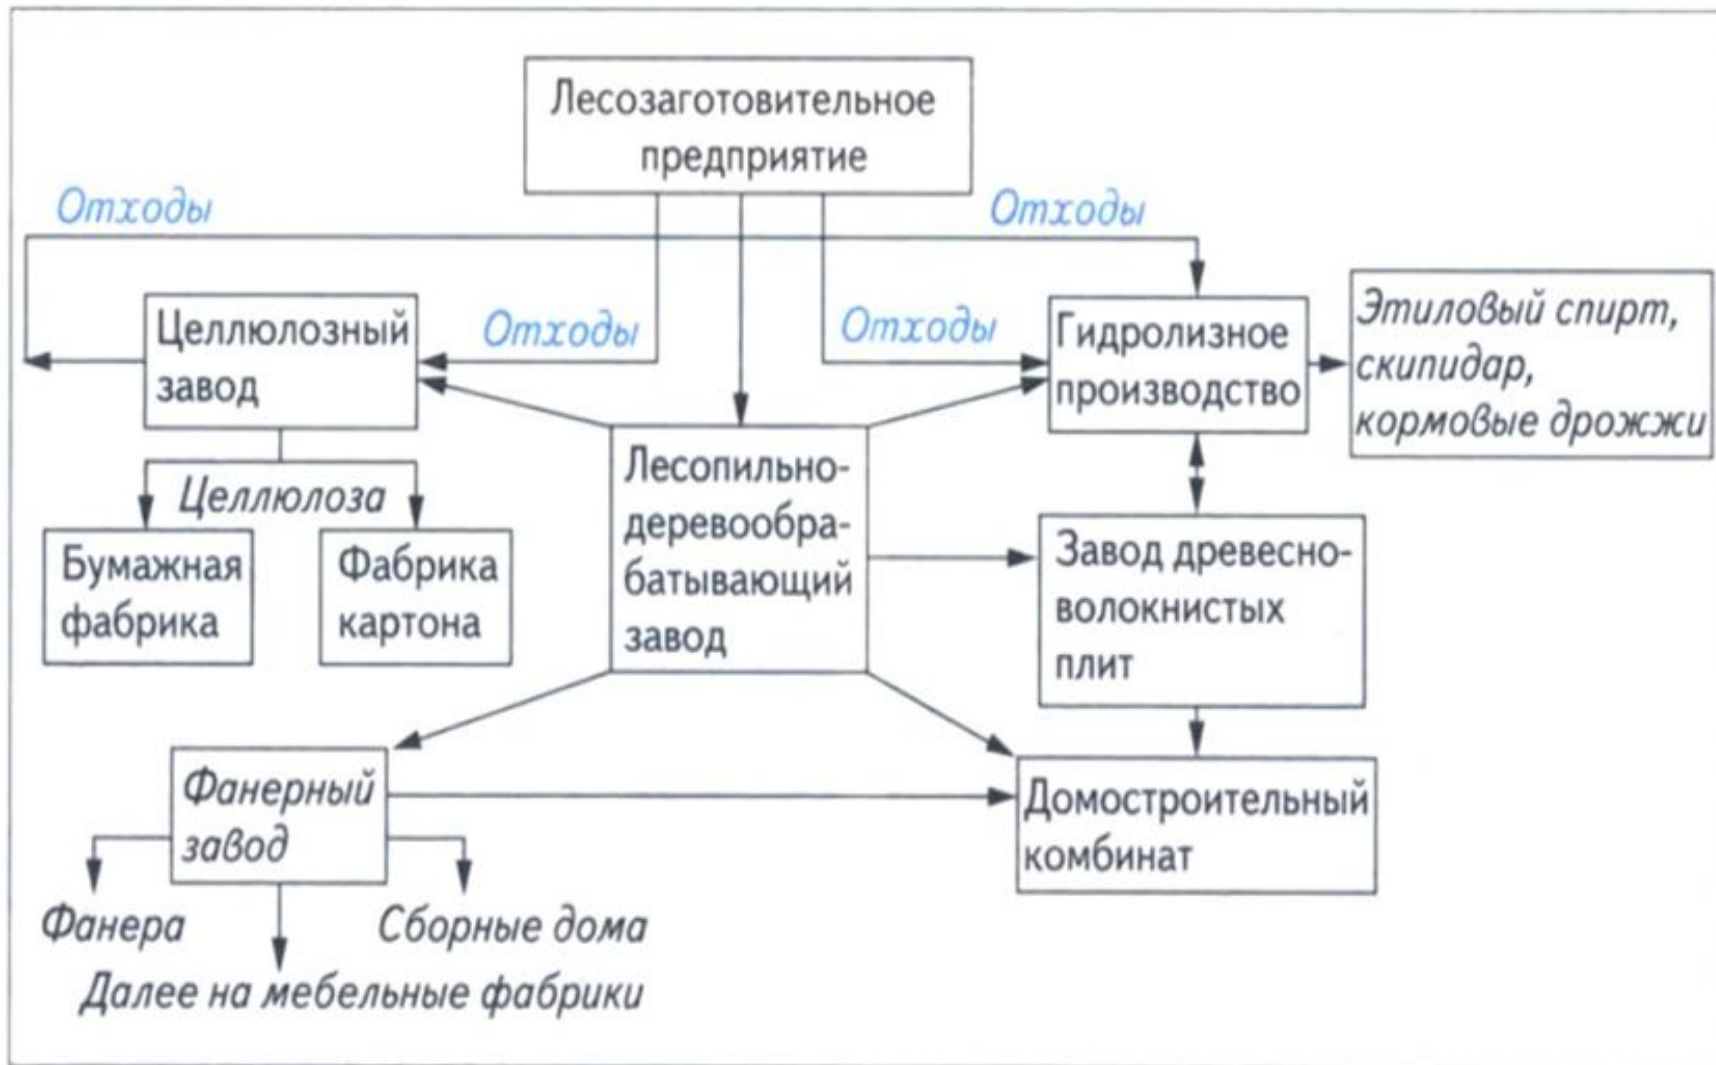 Лесозаготовительное
предприятие
Отходы
Отходы
Целлюлозный
завод
Отходы
Отходы
Гидролизное
производство
Этиловый спирт,
скипидар,
кормовые дрожжи
Целлюлоза
Бумажная
фабрика
Фабрика
картона
Лесопильно-
деревообра-
батывающий
завод
Завод древесно-
волокнистых
плит
Фанерный
завод
Домостроительный
комбинат
Фанера
Сборные дома
Далее на мебельные фабрики